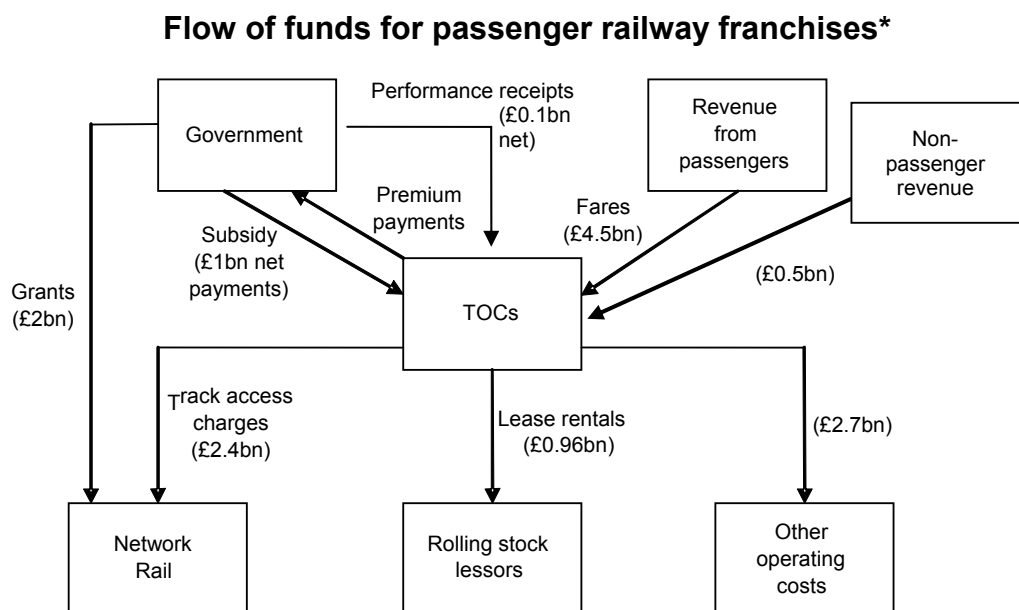 Flow of funds for passenger railway franchises*
Performance receipts
(£0.1bn
net)
Government
Revenue
from
passengers
Non-
passenger
revenue
Premium
payments
Fares
(£4.5bn)
Subsidy
(£1bn net
payments)
(£0.5bn)
Grants
(£2bn)
TOCs
Track access
charges
(£2.4bn)
Lease rentals
(£0.96bn)
(£2.7bn)
Network
Rail
Rolling stock
lessors
Other
operating
costs